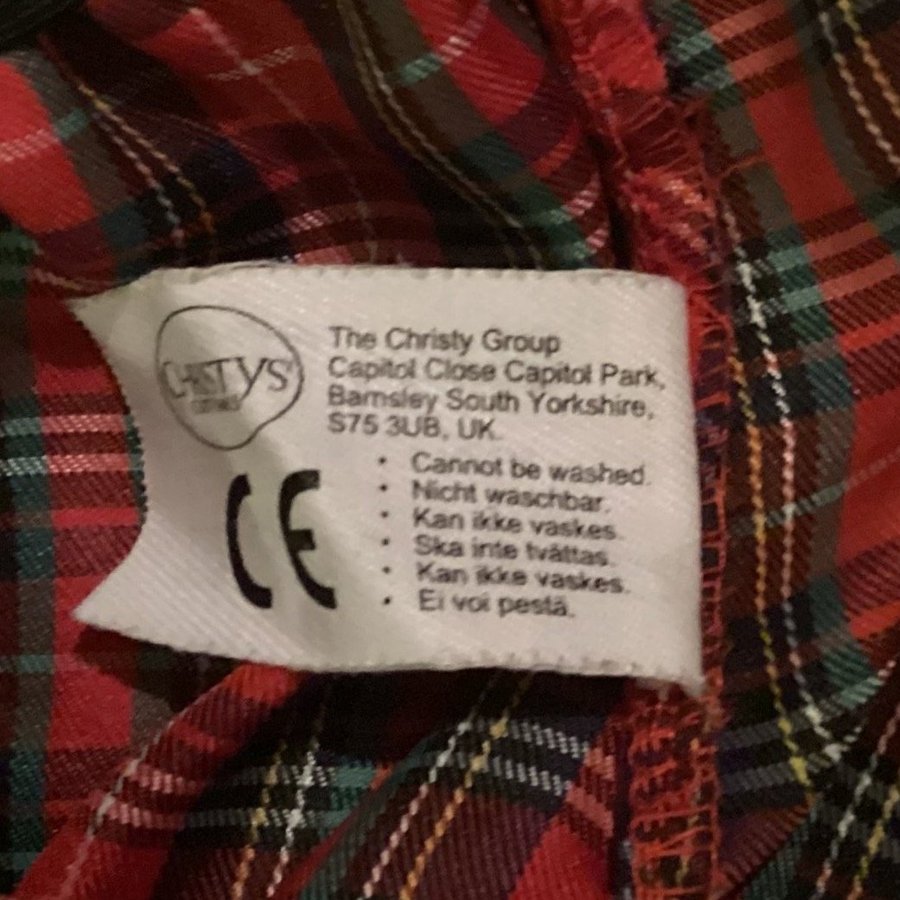 CHRISTYS
The Christy Group
Capitol Close Capitol Park,
Barnsley South Yorkshire,
S75 3UB, UK.
CE
• Cannot be washed.
• Nicht waschbar.
• Kan ikke vaskes.
• Ska inte tvättas.
• Kan ikke vaskes.
• Ei voi pestä.